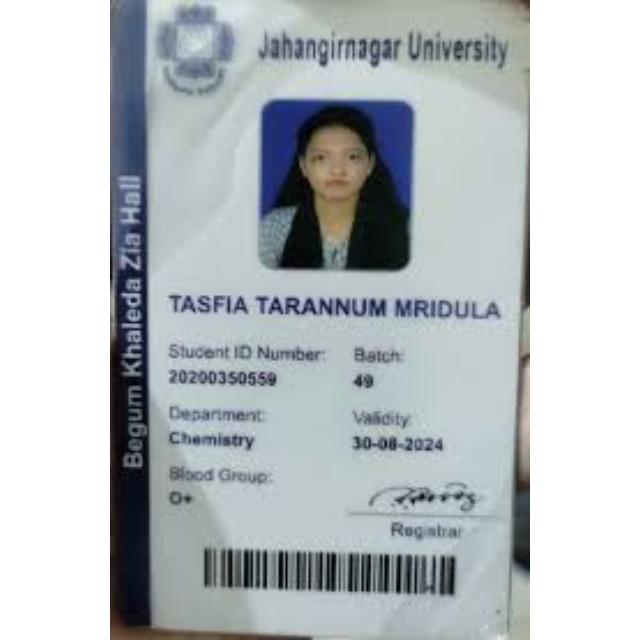 Jahangirnagar University
Begum Khaleda Zia Hall
TASFIA TARANNUM MRIDULA
Student ID Number:
20200350559
Batch:
49
Department:
Chemistry
Validity:
30-08-2024
Blood Group:
O+
Registrar